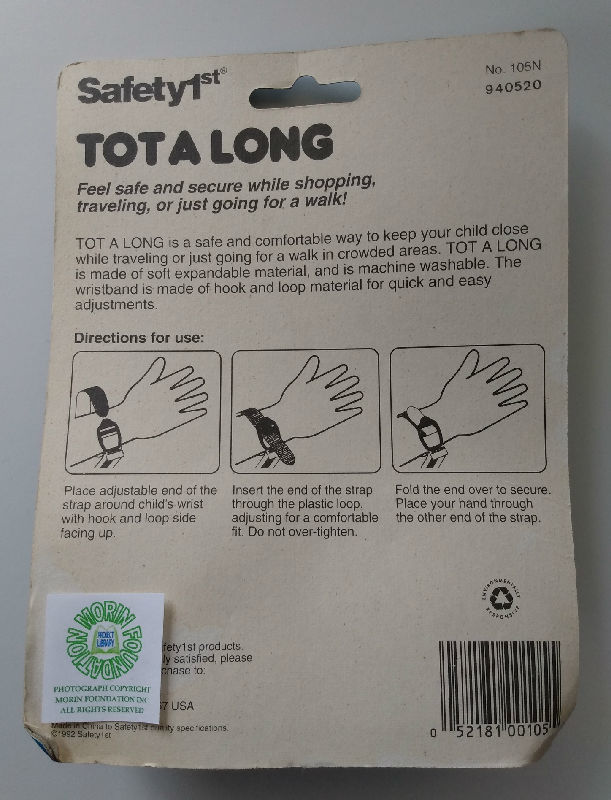 Safety1st®
No. 105N
940520
TOT A LONG
Feel safe and secure while shopping,
traveling, or just going for a walk!
TOT A LONG is a safe and comfortable way to keep your child close
while traveling or just going for a walk in crowded areas. TOT A LONG
is made of soft expandable material, and is machine washable. The
wristband is made of hook and loop material for quick and easy
adjustments.
Directions for use:
Place adjustable end of the
strap around child's wrist
with hook and loop side
facing up.
Insert the end of the strap
through the plastic loop,
adjusting for a comfortable
fit. Do not over-tighten.
Fold the end over to secure.
Place your hand through
the other end of the strap.
ENVIRONMENTALLY
RESPONSIBLE
MORIN FOUNDATION
PROJECT
LIBRARY
PHOTOGRAPH COPYRIGHT
MORIN FOUNDATION INC
ALL RIGHTS RESERVED
products.
satisfied, please
to:
USA
Made in China to Safety1st quality specifications.
©1992 Safety1st
0 52181 00105